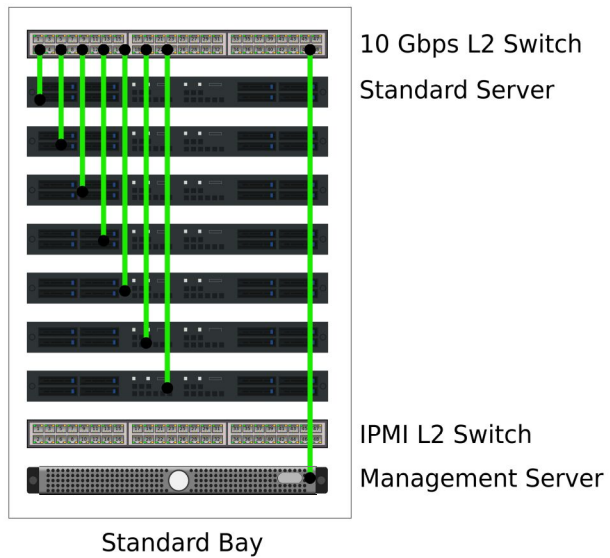 10 Gbps L2 Switch
Standard Server
IPMI L2 Switch
Management Server
Standard Bay